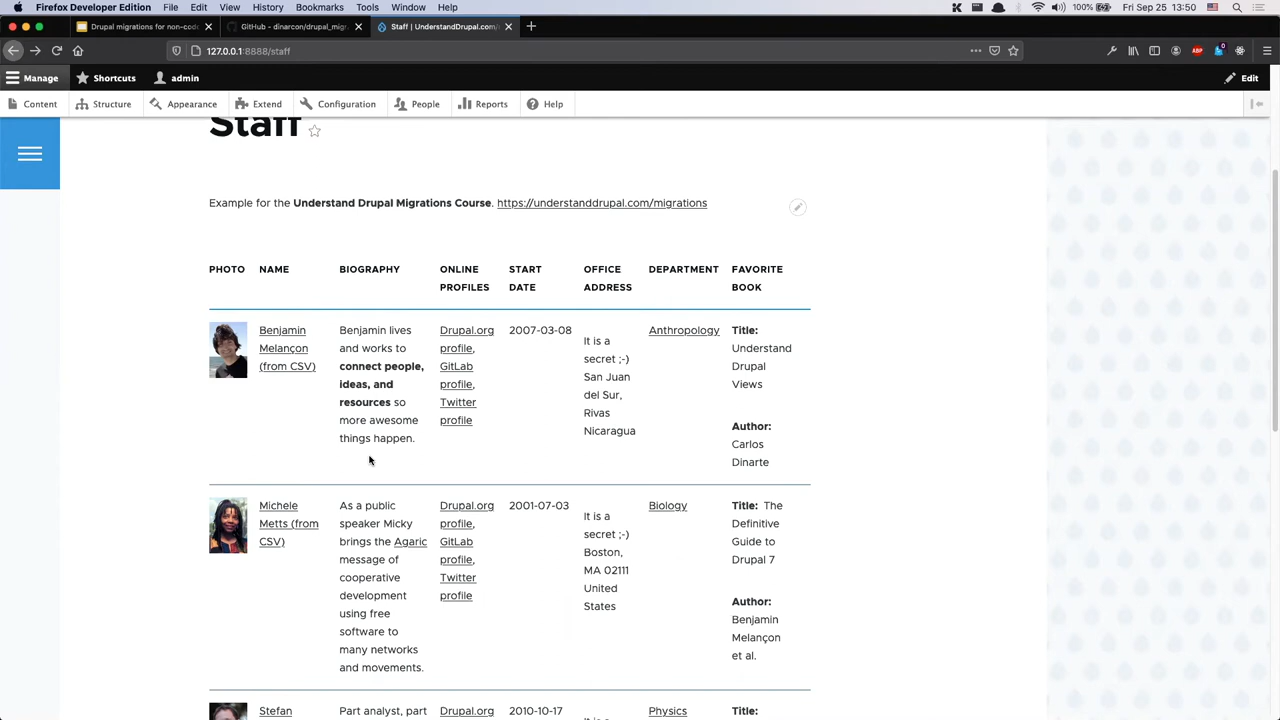 Firefox Developer Edition File Edit View History Bookmarks Tools Window Help 100% Fri Sep 25 13:50
Drupal migrations for non-cod GitHub - dinarcon/drupal_migr Staff | UnderstandDrupal.com/
127.0.0.1:8888/staff
Manage Shortcuts admin Edit
Content Structure Appearance Extend Configuration People Reports Help
Staff
Example for the Understand Drupal Migrations Course. https://understanddrupal.com/migrations
PHOTO NAME BIOGRAPHY ONLINE PROFILES START DATE OFFICE ADDRESS DEPARTMENT FAVORITE BOOK
Benjamin
Melançon
(from CSV)
Benjamin lives
and works to
connect people,
ideas, and
resources so
more awesome
things happen.
Drupal.org
profile,
GitLab
profile,
Twitter
profile
2007-03-08
It is a
secret ;-)
San Juan
del Sur,
Rivas
Nicaragua
Anthropology
Title:
Understand
Drupal
Views
Author:
Carlos
Dinarte
Michele
Metts (from
CSV)
As a public
speaker Micky
brings the Agaric
message of
cooperative
development
using free
software to
many networks
and movements.
Drupal.org
profile,
GitLab
profile,
Twitter
profile
2001-07-03
It is a
secret ;-)
Boston,
MA 02111
United
States
Biology
Title: The
Definitive
Guide to
Drupal 7
Author:
Benjamin
Melançon
et al.
Stefan
Part analyst, part
Drupal.org
2010-10-17
Physics
Title: